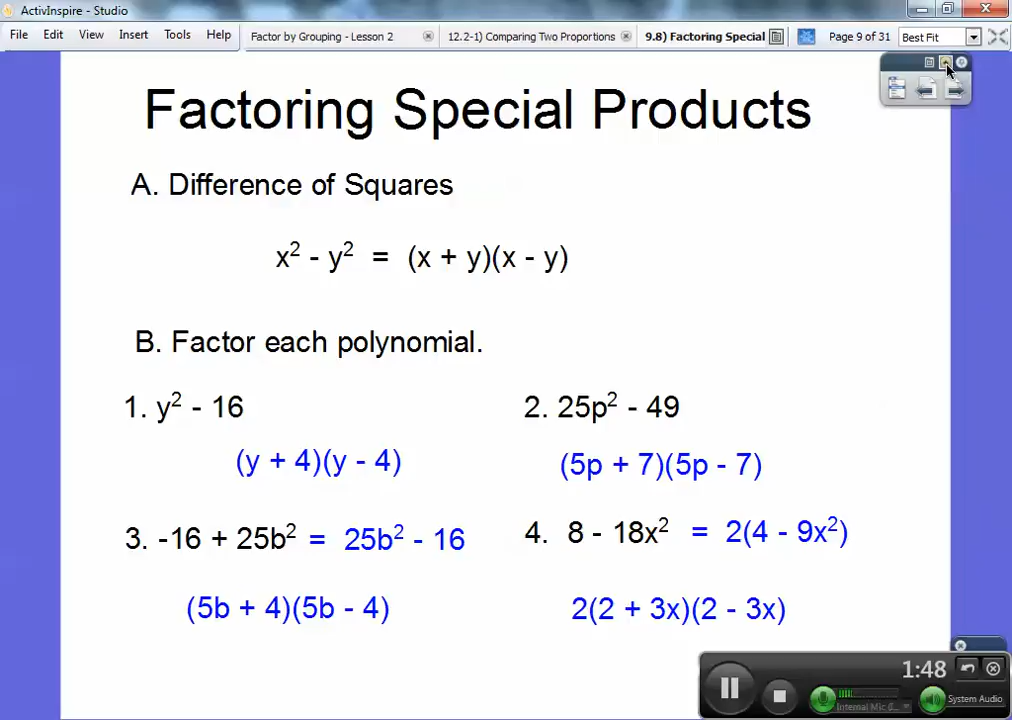 ActivInspire - Studio
File Edit View Insert Tools Help
Factor by Grouping - Lesson 2
12.2-1) Comparing Two Proportions
9.8) Factoring Special
Page 9 of 31
Best Fit
Factoring Special Products
A. Difference of Squares
x² - y² = (x + y)(x - y)
B. Factor each polynomial.
1. y² - 16
2. 25p² - 49
(y + 4)(y - 4)
(5p + 7)(5p - 7)
3. -16 + 25b² = 25b² - 16
4. 8 - 18x² = 2(4 - 9x²)
(5b + 4)(5b - 4)
2(2 + 3x)(2 - 3x)
1:48
Internal Mic (
System Audio